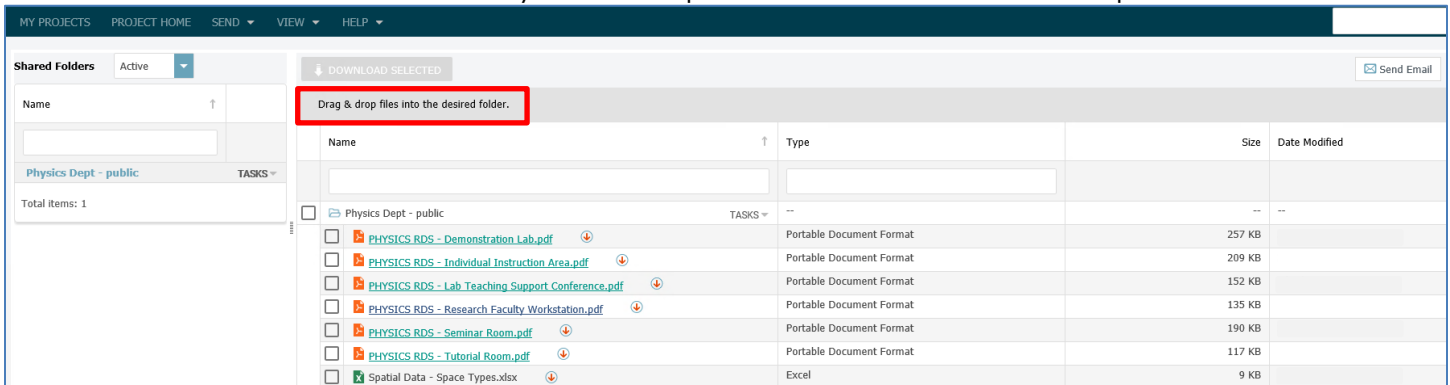 MY PROJECTS PROJECT HOME SEND VIEW HELP
Shared Folders Active
DOWNLOAD SELECTED
Send Email
Name
Drag & drop files into the desired folder.
Name Type Size Date Modified
Physics Dept - public TASKS
Total items: 1
Physics Dept - public TASKS -- -- --
PHYSICS RDS - Demonstration Lab.pdf Portable Document Format 257 KB
PHYSICS RDS - Individual Instruction Area.pdf Portable Document Format 209 KB
PHYSICS RDS - Lab Teaching Support Conference.pdf Portable Document Format 152 KB
PHYSICS RDS - Research Faculty Workstation.pdf Portable Document Format 135 KB
PHYSICS RDS - Seminar Room.pdf Portable Document Format 190 KB
PHYSICS RDS - Tutorial Room.pdf Portable Document Format 117 KB
Spatial Data - Space Types.xlsx Excel 9 KB